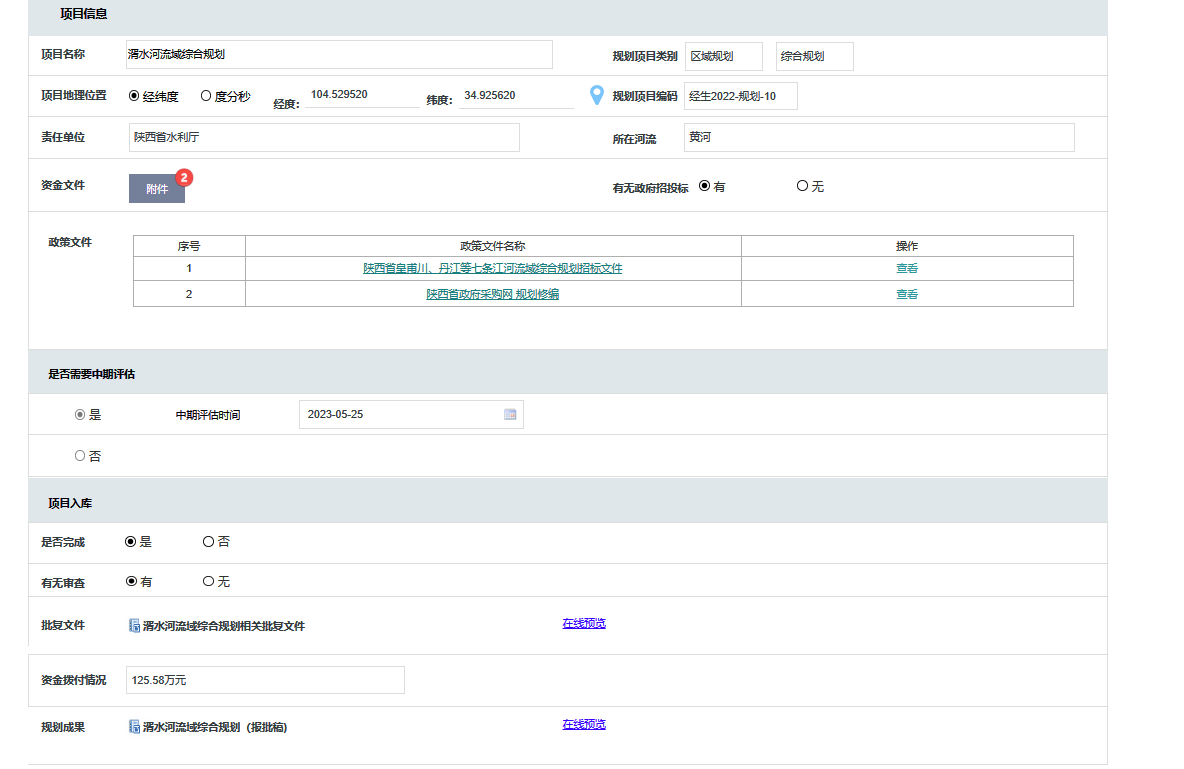 项目信息
项目名称 湑水河流域综合规划 规划项目类别 区域规划 综合规划
项目地理位置 经纬度 度分秒 经度: 104.529520 纬度: 34.925620 规划项目编码 经生2022-规划-10
责任单位 陕西省水利厅 所在河流 黄河
资金文件 附件 2 有无政府招投标 有 无
政策文件 序号 政策文件名称 操作
1 陕西省皇甫川、丹江等七条江河流域综合规划招标文件 查看
2 陕西省政府采购网 规划修编 查看
是否需要中期评估
是 中期评估时间 2023-05-25
否
项目入库
是否完成 是 否
有无审查 有 无
批复文件 湑水河流域综合规划相关批复文件 在线预览
资金拨付情况 125.58万元
规划成果 湑水河流域综合规划（报批稿) 在线预览